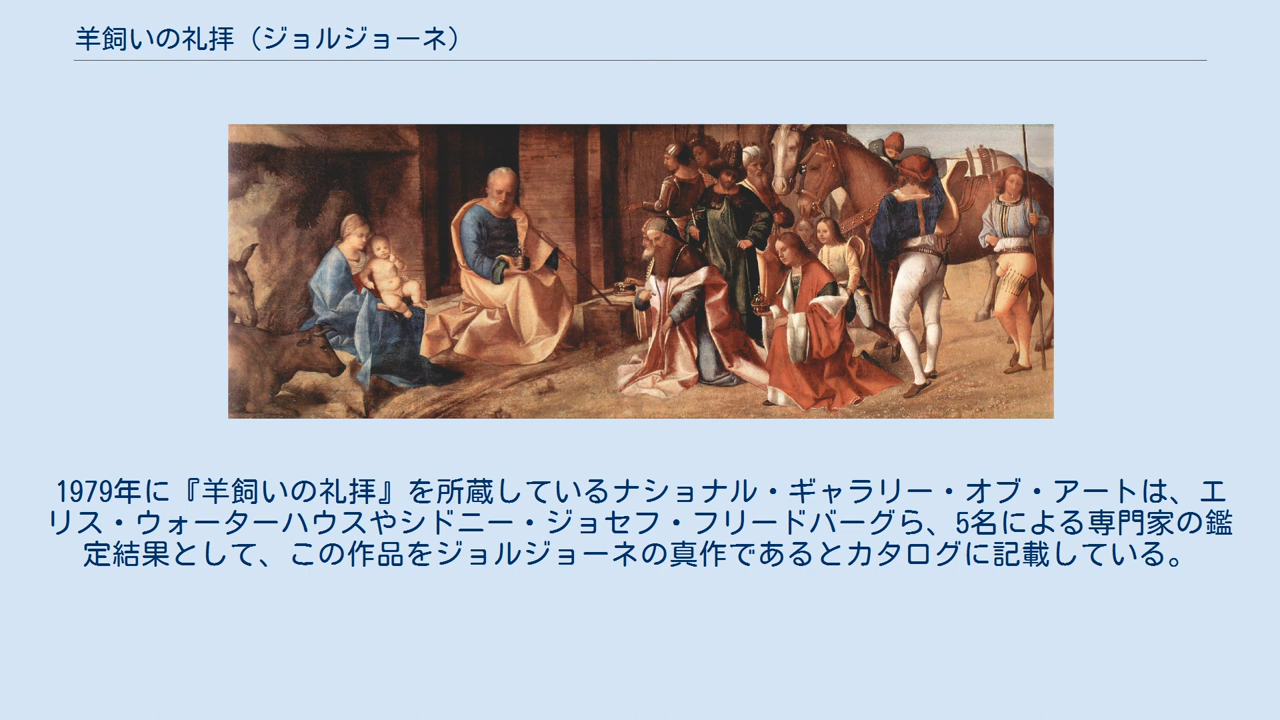 羊飼いの礼拝（ジョルジョーネ）
1979年に『羊飼いの礼拝』を所蔵しているナショナル・ギャラリー・オブ・アートは、エ
リス・ウォーターハウスやシドニー・ジョセフ・フリードバーグら、5名による専門家の鑑
定結果として、この作品をジョルジョーネの真作であるとカタログに記載している。